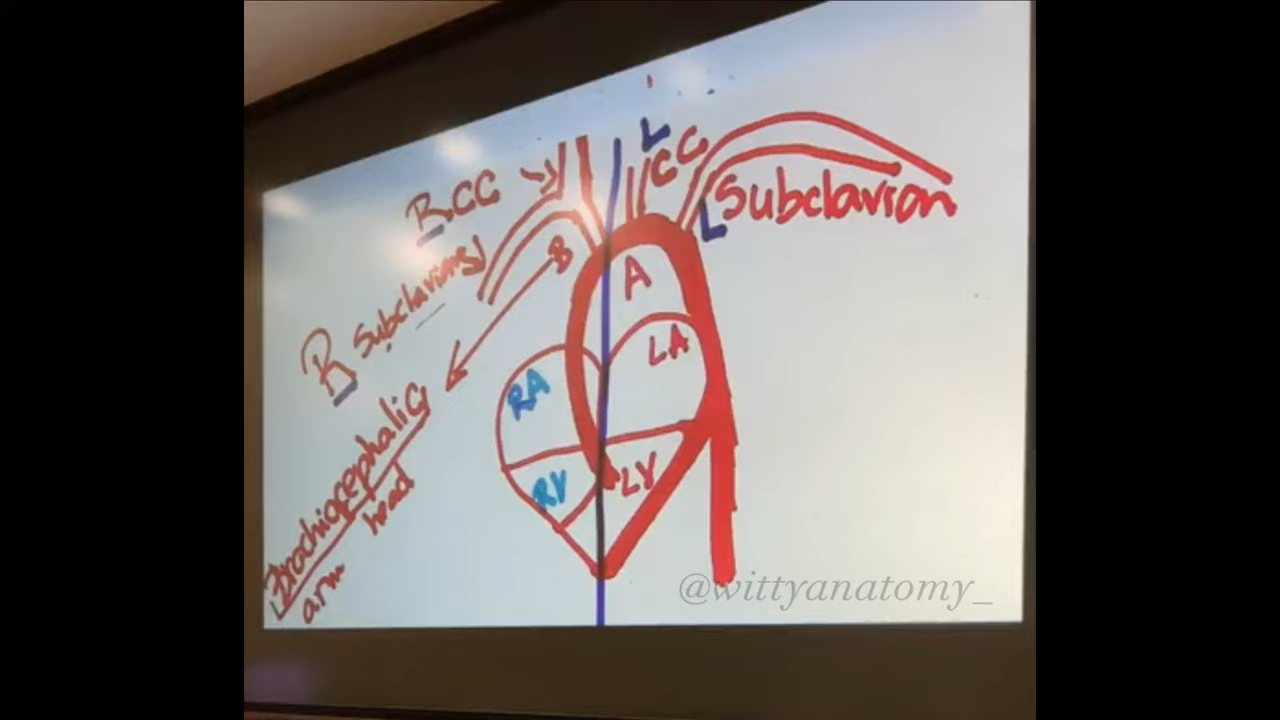 L
CC
RCC
L Subclavian
B
R Subclavian
A
LA
RA
LV
RV
Brachiocephalic
head
arm
@wittyanatomy_